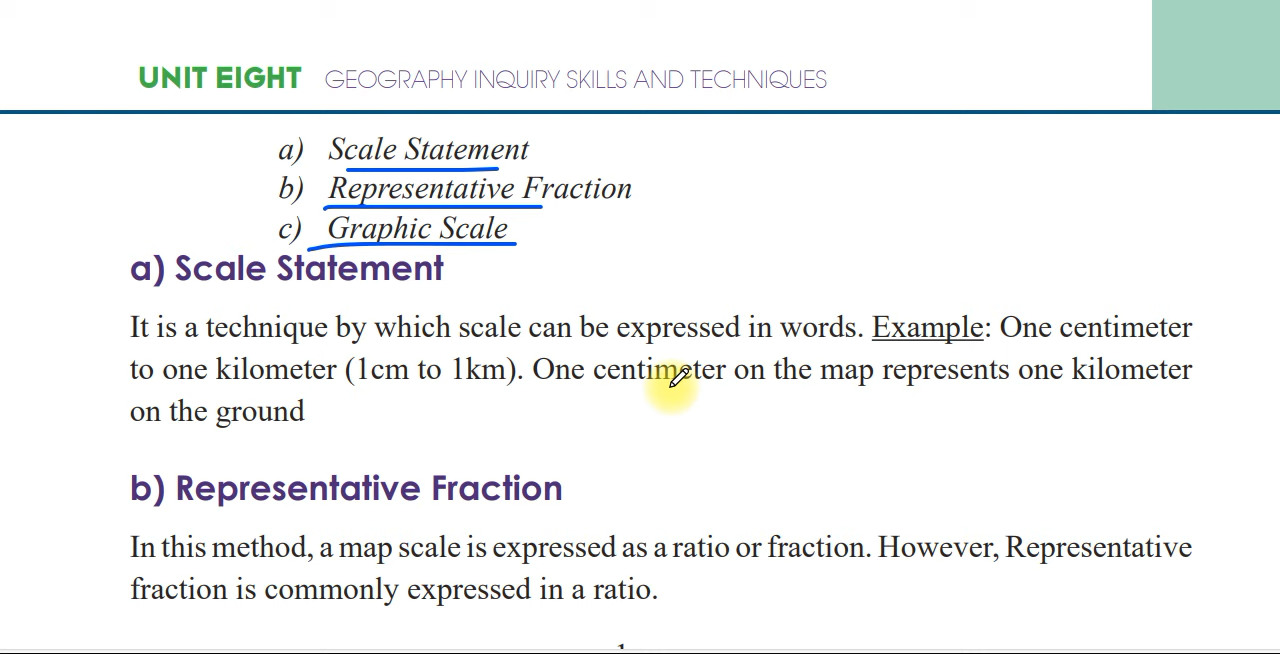 UNIT EIGHT GEOGRAPHY INQUIRY SKILLS AND TECHNIQUES
a) Scale Statement
b) Representative Fraction
c) Graphic Scale
a) Scale Statement
It is a technique by which scale can be expressed in words. Example: One centimeter
to one kilometer (1cm to 1km). One centimeter on the map represents one kilometer
on the ground
b) Representative Fraction
In this method, a map scale is expressed as a ratio or fraction. However, Representative
fraction is commonly expressed in a ratio.